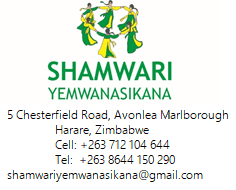 SHAMWARI
YEMWANASIKANA
5 Chesterfield Road, Avonlea Marlborough
Harare, Zimbabwe
Cell: +263 712 104 644
Tel: +263 8644 150 290
shamwariyemwanasikana@gmail.com